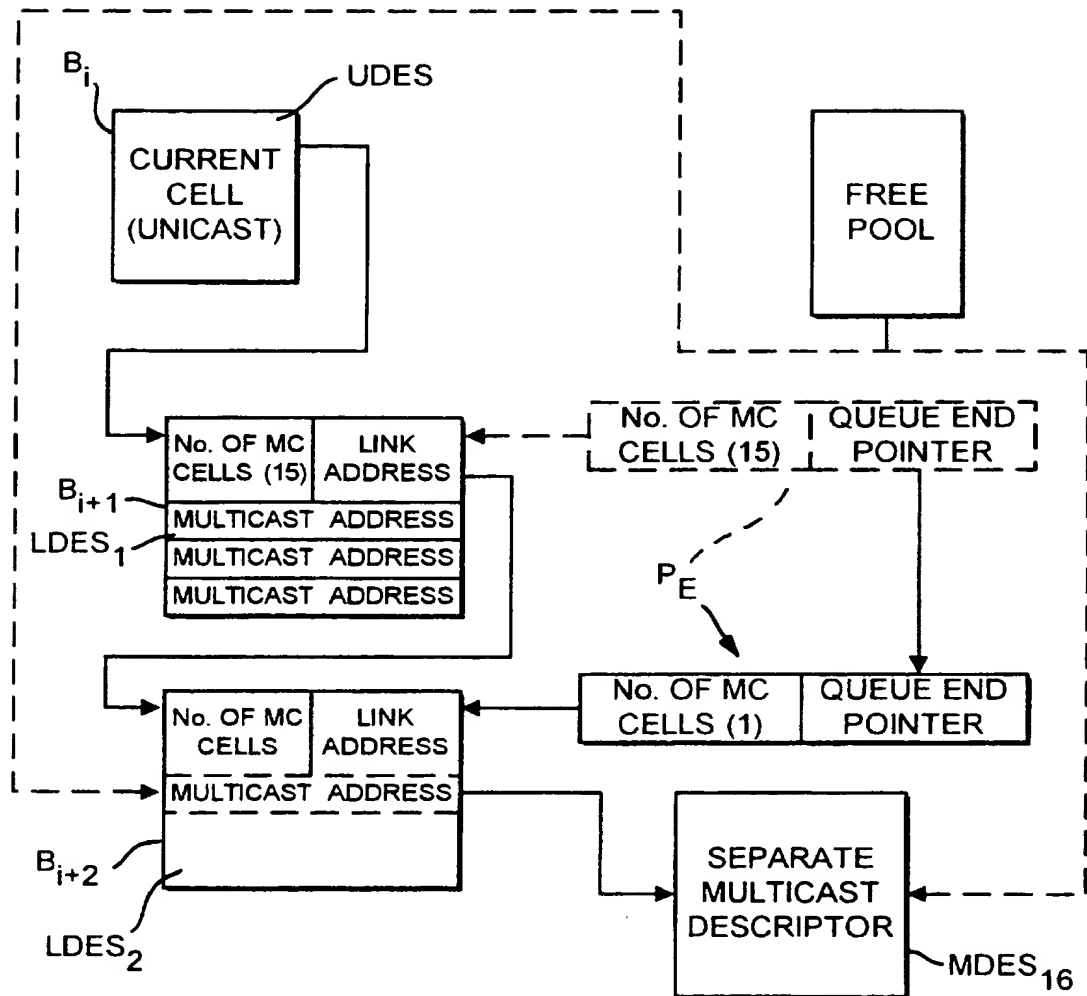 Bi
UDES
CURRENT
CELL
(UNICAST)
FREE
POOL
No. OF MC
CELLS (15)
LINK
ADDRESS
No. OF MC
CELLS (15)
QUEUE END
POINTER
Bi+1
MULTICAST ADDRESS
LDES1
MULTICAST ADDRESS
MULTICAST ADDRESS
PE
No. OF MC
CELLS
LINK
ADDRESS
No. OF MC
CELLS (1)
QUEUE END
POINTER
MULTICAST ADDRESS
Bi+2
LDES2
SEPARATE
MULTICAST
DESCRIPTOR
MDES16